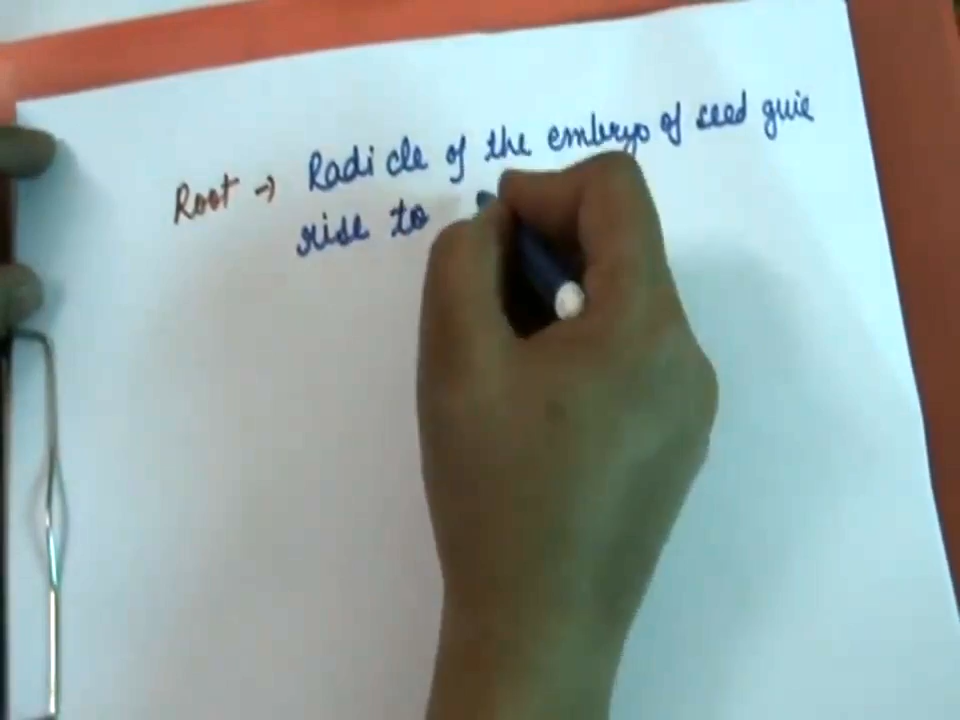 Root → Radicle of the embryo of seed give
rise to